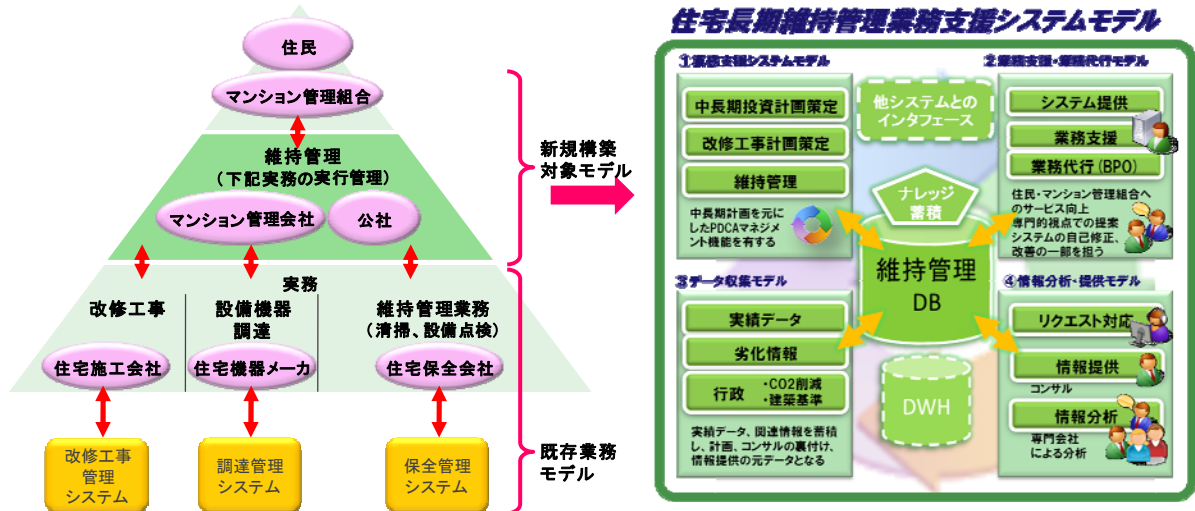 住民
マンション管理組合
維持管理
(下記実務の実行管理)
マンション管理会社
公社
実務
改修工事
設備機器
調達
維持管理業務
(清掃、設備点検)
住宅施工会社
住宅機器メーカ
住宅保全会社
改修工事
管理
システム
調達管理
システム
保全管理
システム
新規構築
対象モデル
既存業務
モデル
住宅長期維持管理業務支援システムモデル
①業務支援システムモデル
中長期投資計画策定
改修工事計画策定
維持管理
中長期計画を元に
したPDCAマネジメ
ント機能を有する
他システムとの
インタフェース
②業務支援・業務代行モデル
システム提供
業務支援
業務代行(BPO)
住民・マンション管理組合へ
のサービス向上
専門的視点での提案
システムの自己修正、
改善の一部を担う
ナレッジ
蓄積
維持管理
DB
DWH
③データ収集モデル
実績データ
劣化情報
行政
・CO2削減
・建築基準
実績データ、関連情報を蓄積
し、計画、コンサルの裏付け、
情報提供の元データとなる
④情報分析・提供モデル
リクエスト対応
情報提供
コンサル
情報分析
専門会社
による分析